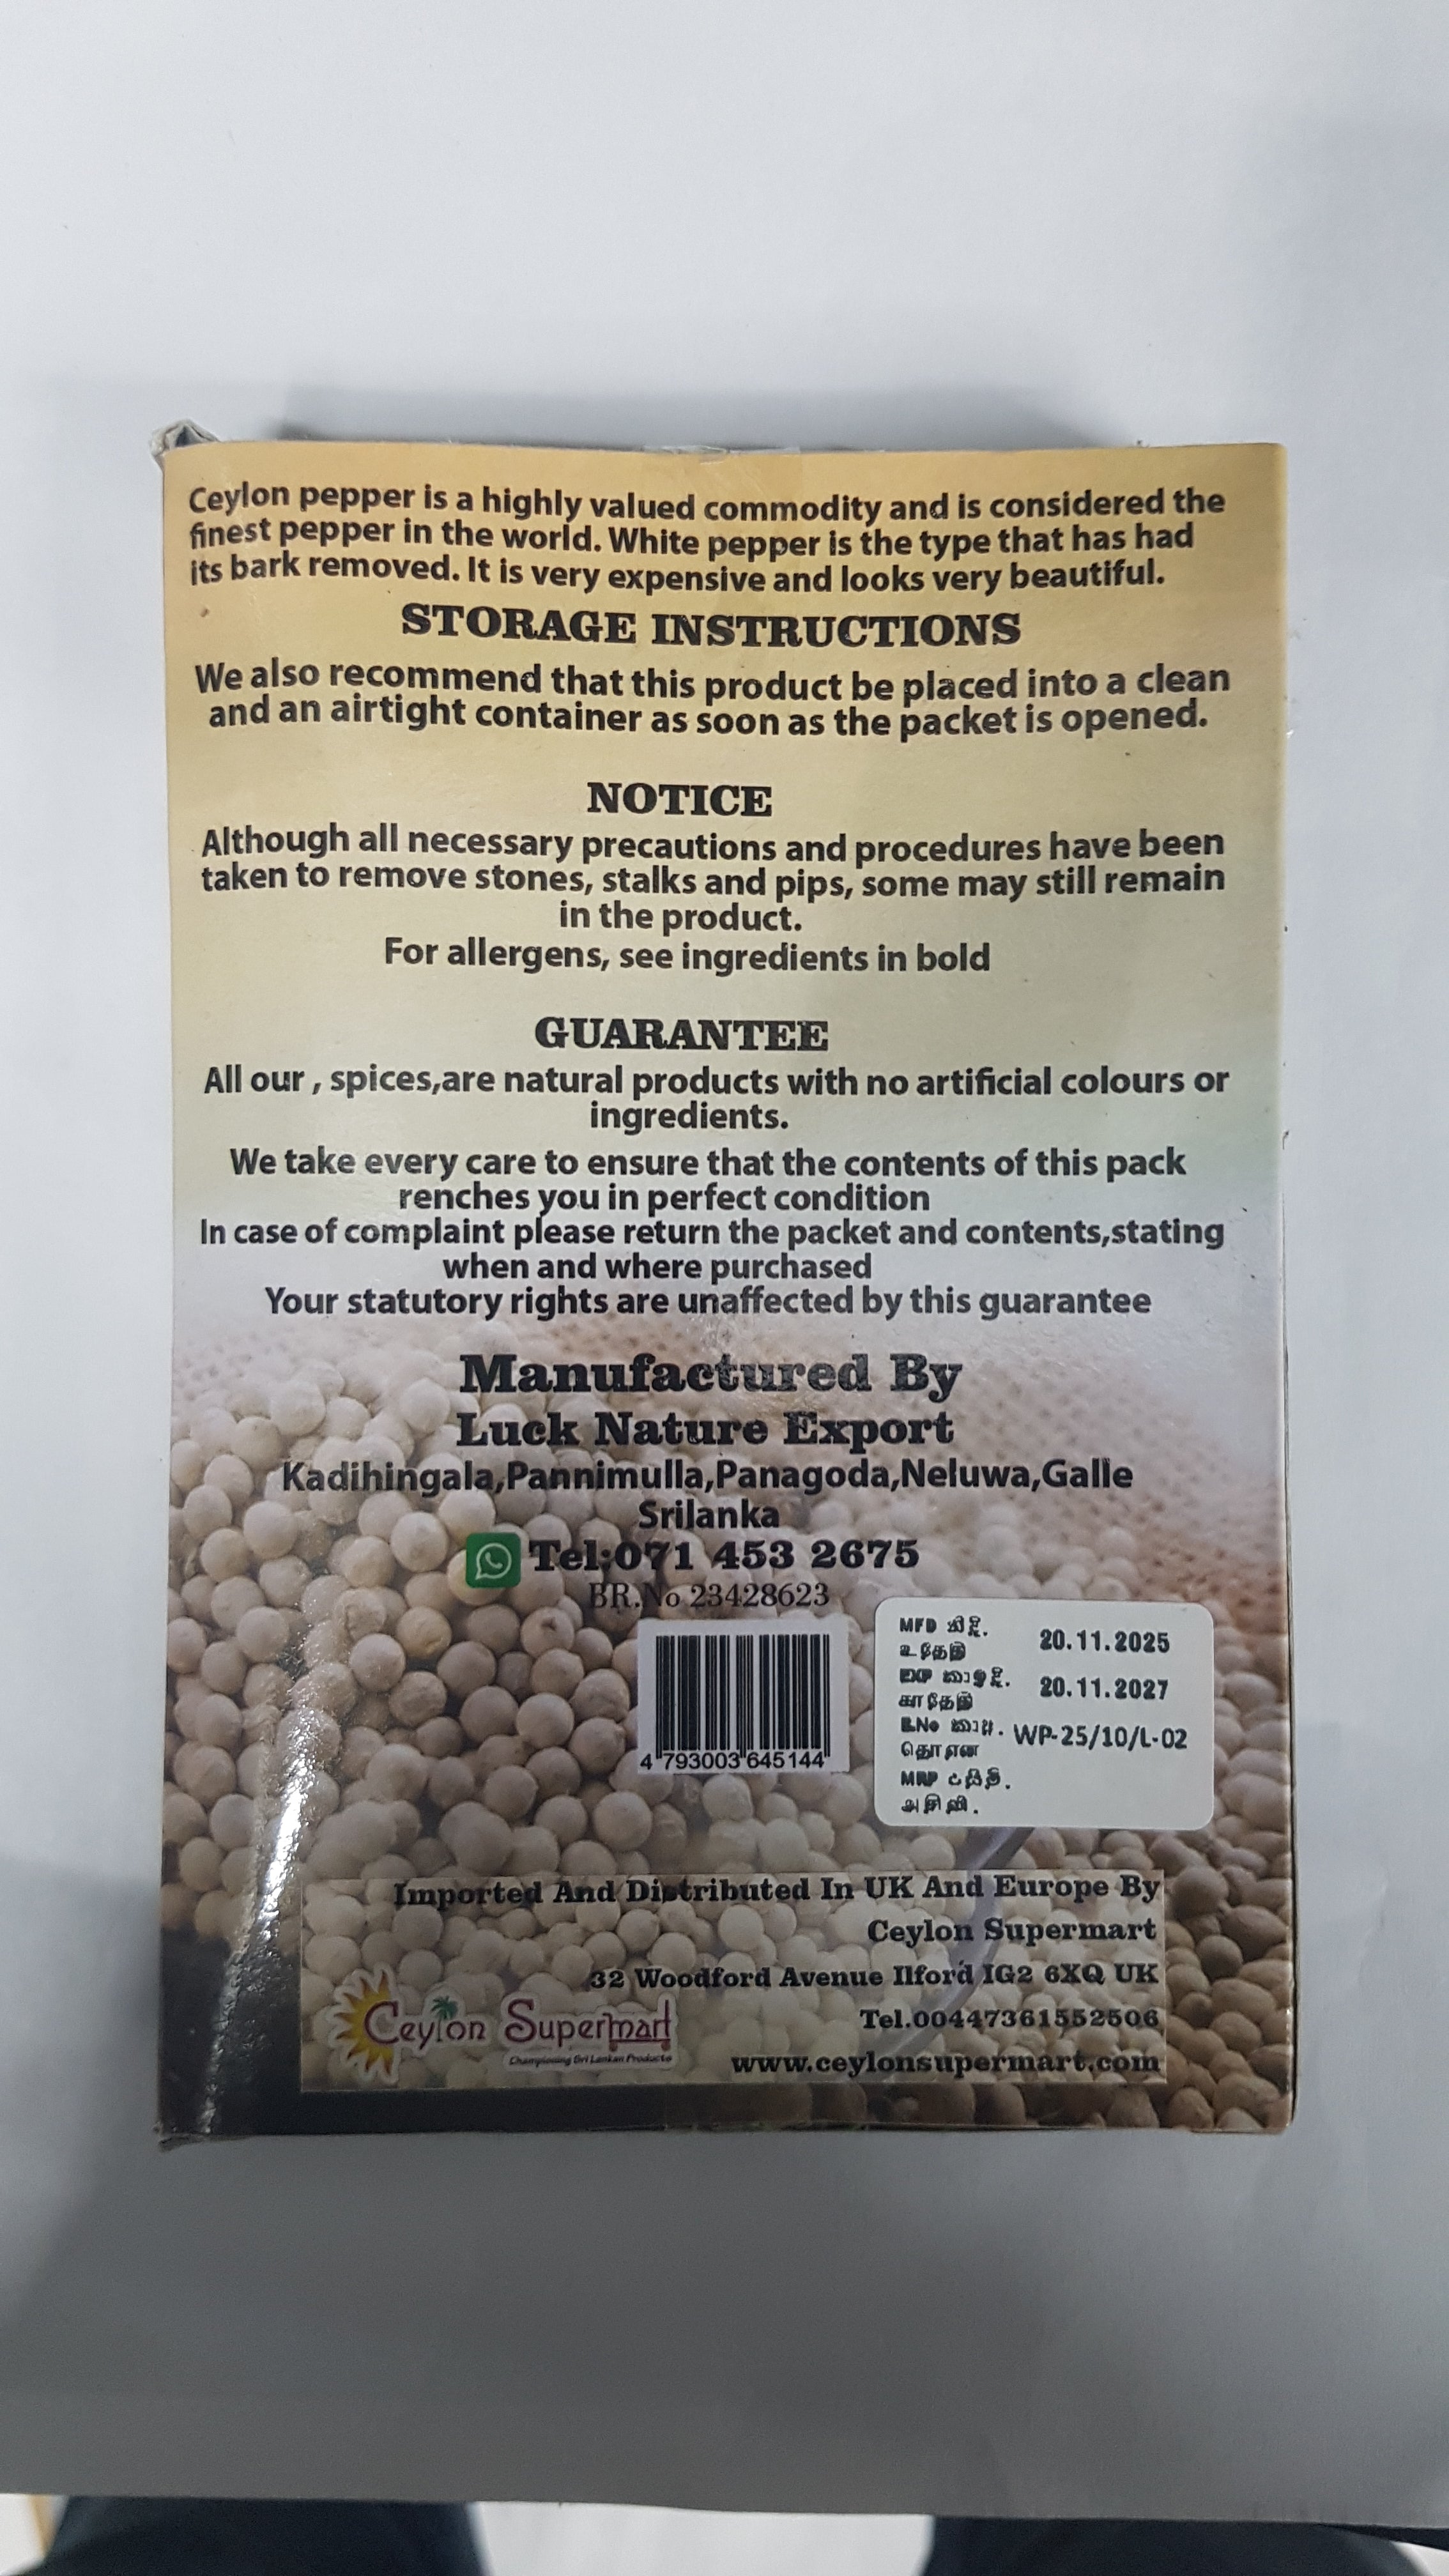 Ceylon pepper is a highly valued commodity and is considered the
finest pepper in the world. White pepper is the type that has had
its bark removed. It is very expensive and looks very beautiful.
STORAGE INSTRUCTIONS
We also recommend that this product be placed into a clean
and an airtight container as soon as the packet is opened.
NOTICE
Although all necessary precautions and procedures have been
taken to remove stones, stalks and pips, some may still remain
in the product.
For allergens, see ingredients in bold
GUARANTEE
All our , spices,are natural products with no artificial colours or
ingredients.
We take every care to ensure that the contents of this pack
renches you in perfect condition
In case of complaint please return the packet and contents,stating
when and where purchased
Your statutory rights are unaffected by this guarantee
Manufactured By
Luck Nature Export
Kadihingala,Pannimulla,Panagoda,Neluwa,Galle
Srilanka
Tel;071 453 2675
BR.No 23428623
4 793003 645144
MFD නි.දි. 20.11.2025
உ.தேதி
EXP කා.ඉ.දි. 20.11.2027
கா.தேதி
B.No කා.අ. WP-25/10/L-02
தொ.எண்
MRP උ.සි.මි.
அ.சி.வி.
Imported And Distributed In UK And Europe By
Ceylon Supermart
32 Woodford Avenue Ilford IG2 6XQ UK
Tel.00447361552506
www.ceylonsupermart.com
Ceylon Supermart
Championing Sri Lankan Products